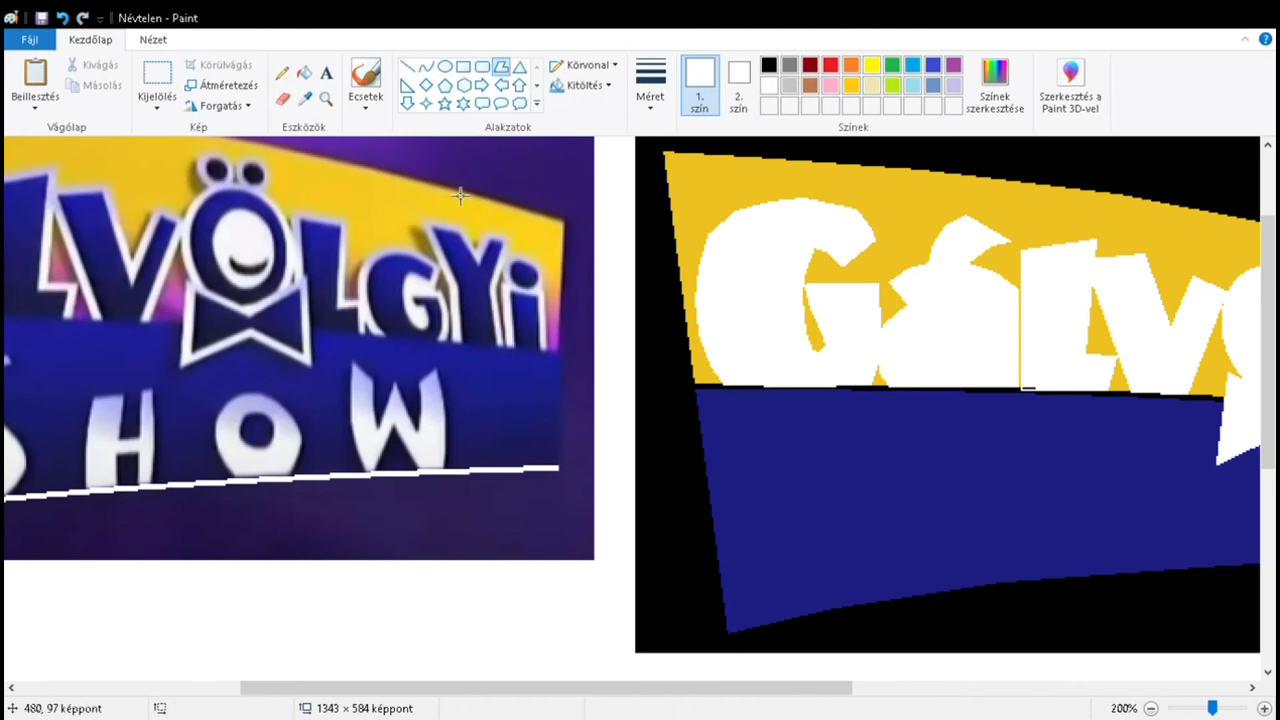 Névtelen - Paint
Fájl Kezdőlap Nézet
Beillesztés
Kivágás
Másolás
Vágólap
Kijelölés
Körülvágás
Átméretezés
Forgatás
Kép
A
Eszközök
Ecsetek
Körvonal
Kitöltés
Alakzatok
Méret
1.
szín
2.
szín
Színek
szerkesztése
Színek
Szerkesztés a
Paint 3D-vel
LVÖLGYi
SHOW
GÁLV
480, 97 képpont
1343 × 584 képpont
200%